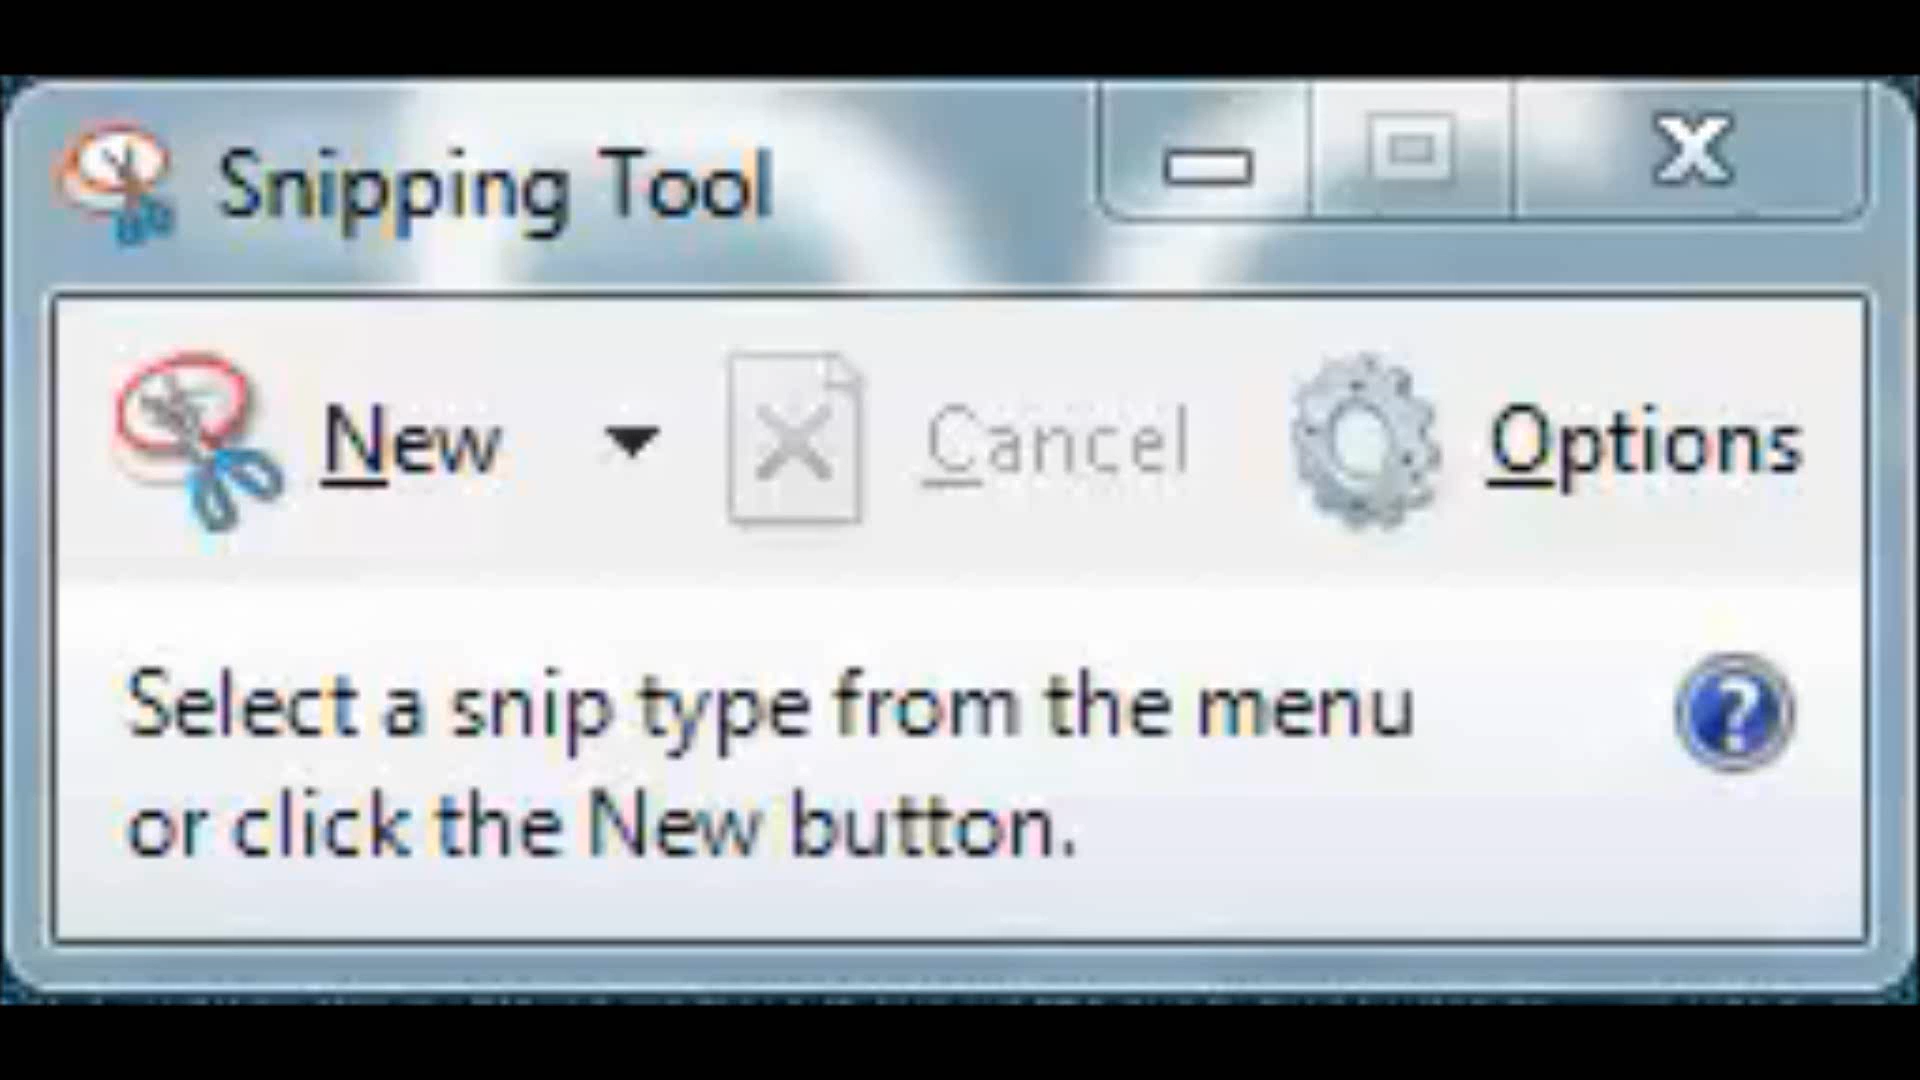 Snipping Tool
New Cancel Options
Select a snip type from the menu
or click the New button.